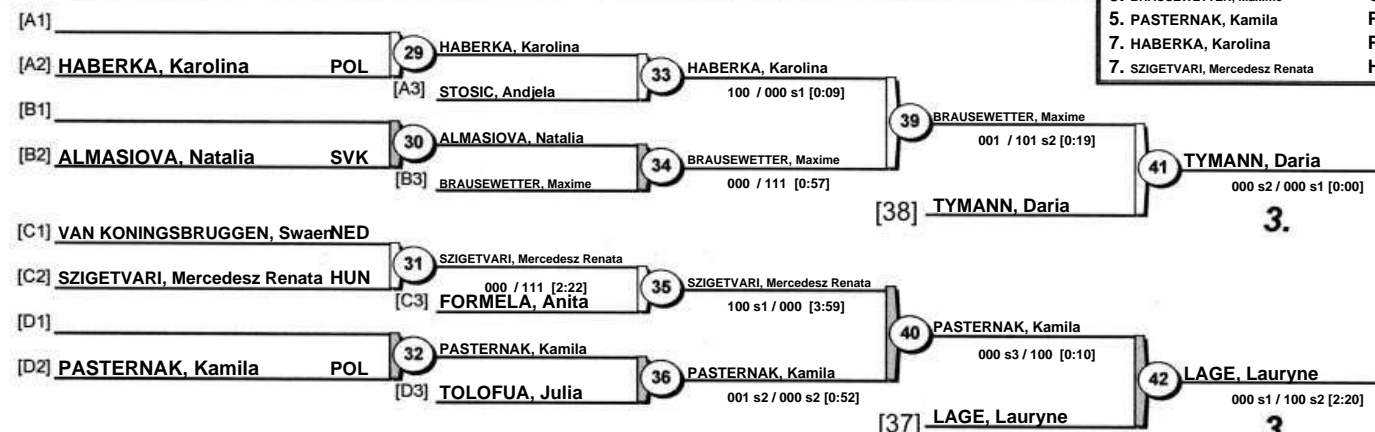 5. PASTERNAK, Kamila
7. HABERKA, Karolina
7. SZIGETVARI, Mercedesz Renata
[A1]
[A2] HABERKA, Karolina POL
29
HABERKA, Karolina
[A3] STOSIC, Andjela
33
HABERKA, Karolina
100 / 000 s1 [0:09]
[B1]
[B2] ALMASIOVA, Natalia SVK
30
ALMASIOVA, Natalia
[B3] BRAUSEWETTER, Maxime
34
BRAUSEWETTER, Maxime
000 / 111 [0:57]
39
BRAUSEWETTER, Maxime
001 / 101 s2 [0:19]
[38] TYMANN, Daria
41
TYMANN, Daria
000 s2 / 000 s1 [0:00]
3.
[C1] VAN KONINGSBRUGGEN, Swaen NED
[C2] SZIGETVARI, Mercedesz Renata HUN
31
SZIGETVARI, Mercedesz Renata
000 / 111 [2:22]
[C3] FORMELA, Anita
35
SZIGETVARI, Mercedesz Renata
100 s1 / 000 [3:59]
[D1]
[D2] PASTERNAK, Kamila POL
32
PASTERNAK, Kamila
[D3] TOLOFUA, Julia
36
PASTERNAK, Kamila
001 s2 / 000 s2 [0:52]
40
PASTERNAK, Kamila
000 s3 / 100 [0:10]
[37] LAGE, Lauryne
42
LAGE, Lauryne
000 s1 / 100 s2 [2:20]
3.